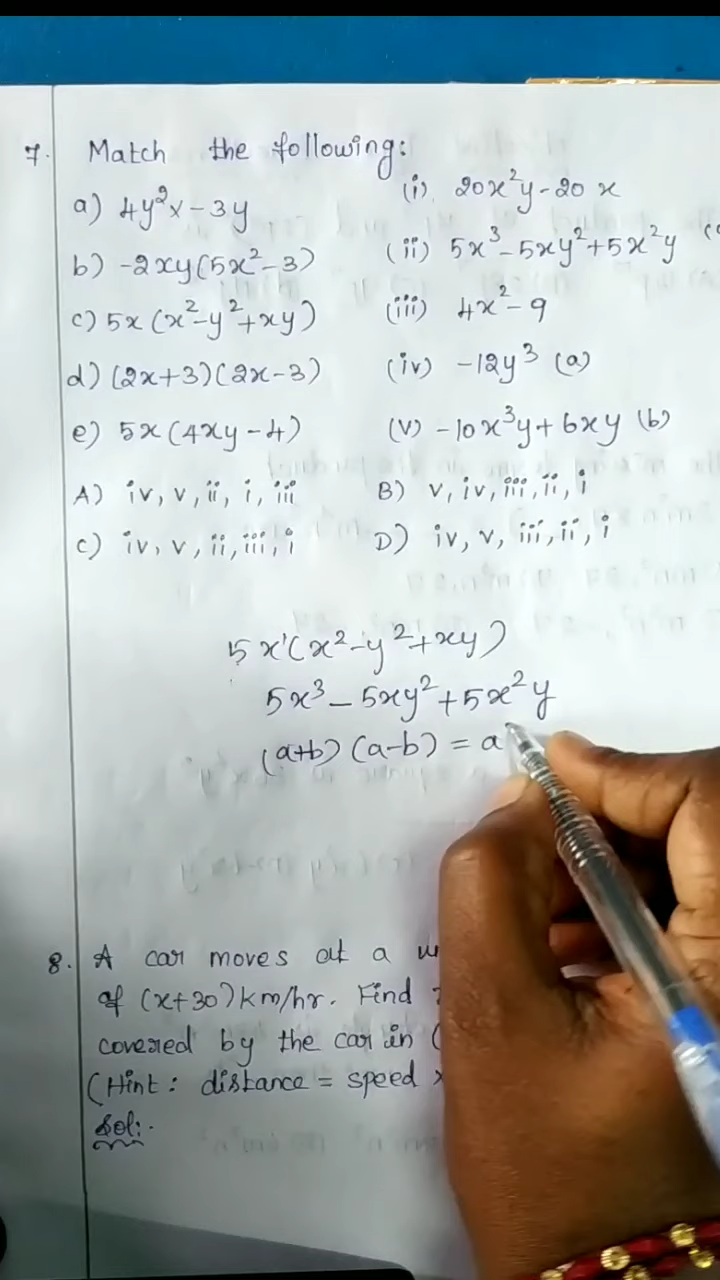 7. Match the following:
a) 4y²x-3y (i) 20x²y-20 x
b) -2xy(5x²-3) (ii) 5x³-5xy²+5x²y
c) 5x(x²-y²+xy) (iii) 4x²-9
d) (2x+3)(2x-3) (iv) -12y³ (a)
e) 5x(4xy-4) (v) -10x³y+6xy (b)
A) iv, v, ii, i, iii B) v, iv, iii, ii, i
C) iv, v, ii, iii, i D) iv, v, iii, ii, i
5x'(x²-y²+xy)
5x³-5xy²+5x²y
(a+b) (a-b) = a
8. A car moves at a
of (x+30)km/hr. Find
covered by the car in (
(Hint: distance = speed ×
Sol:-